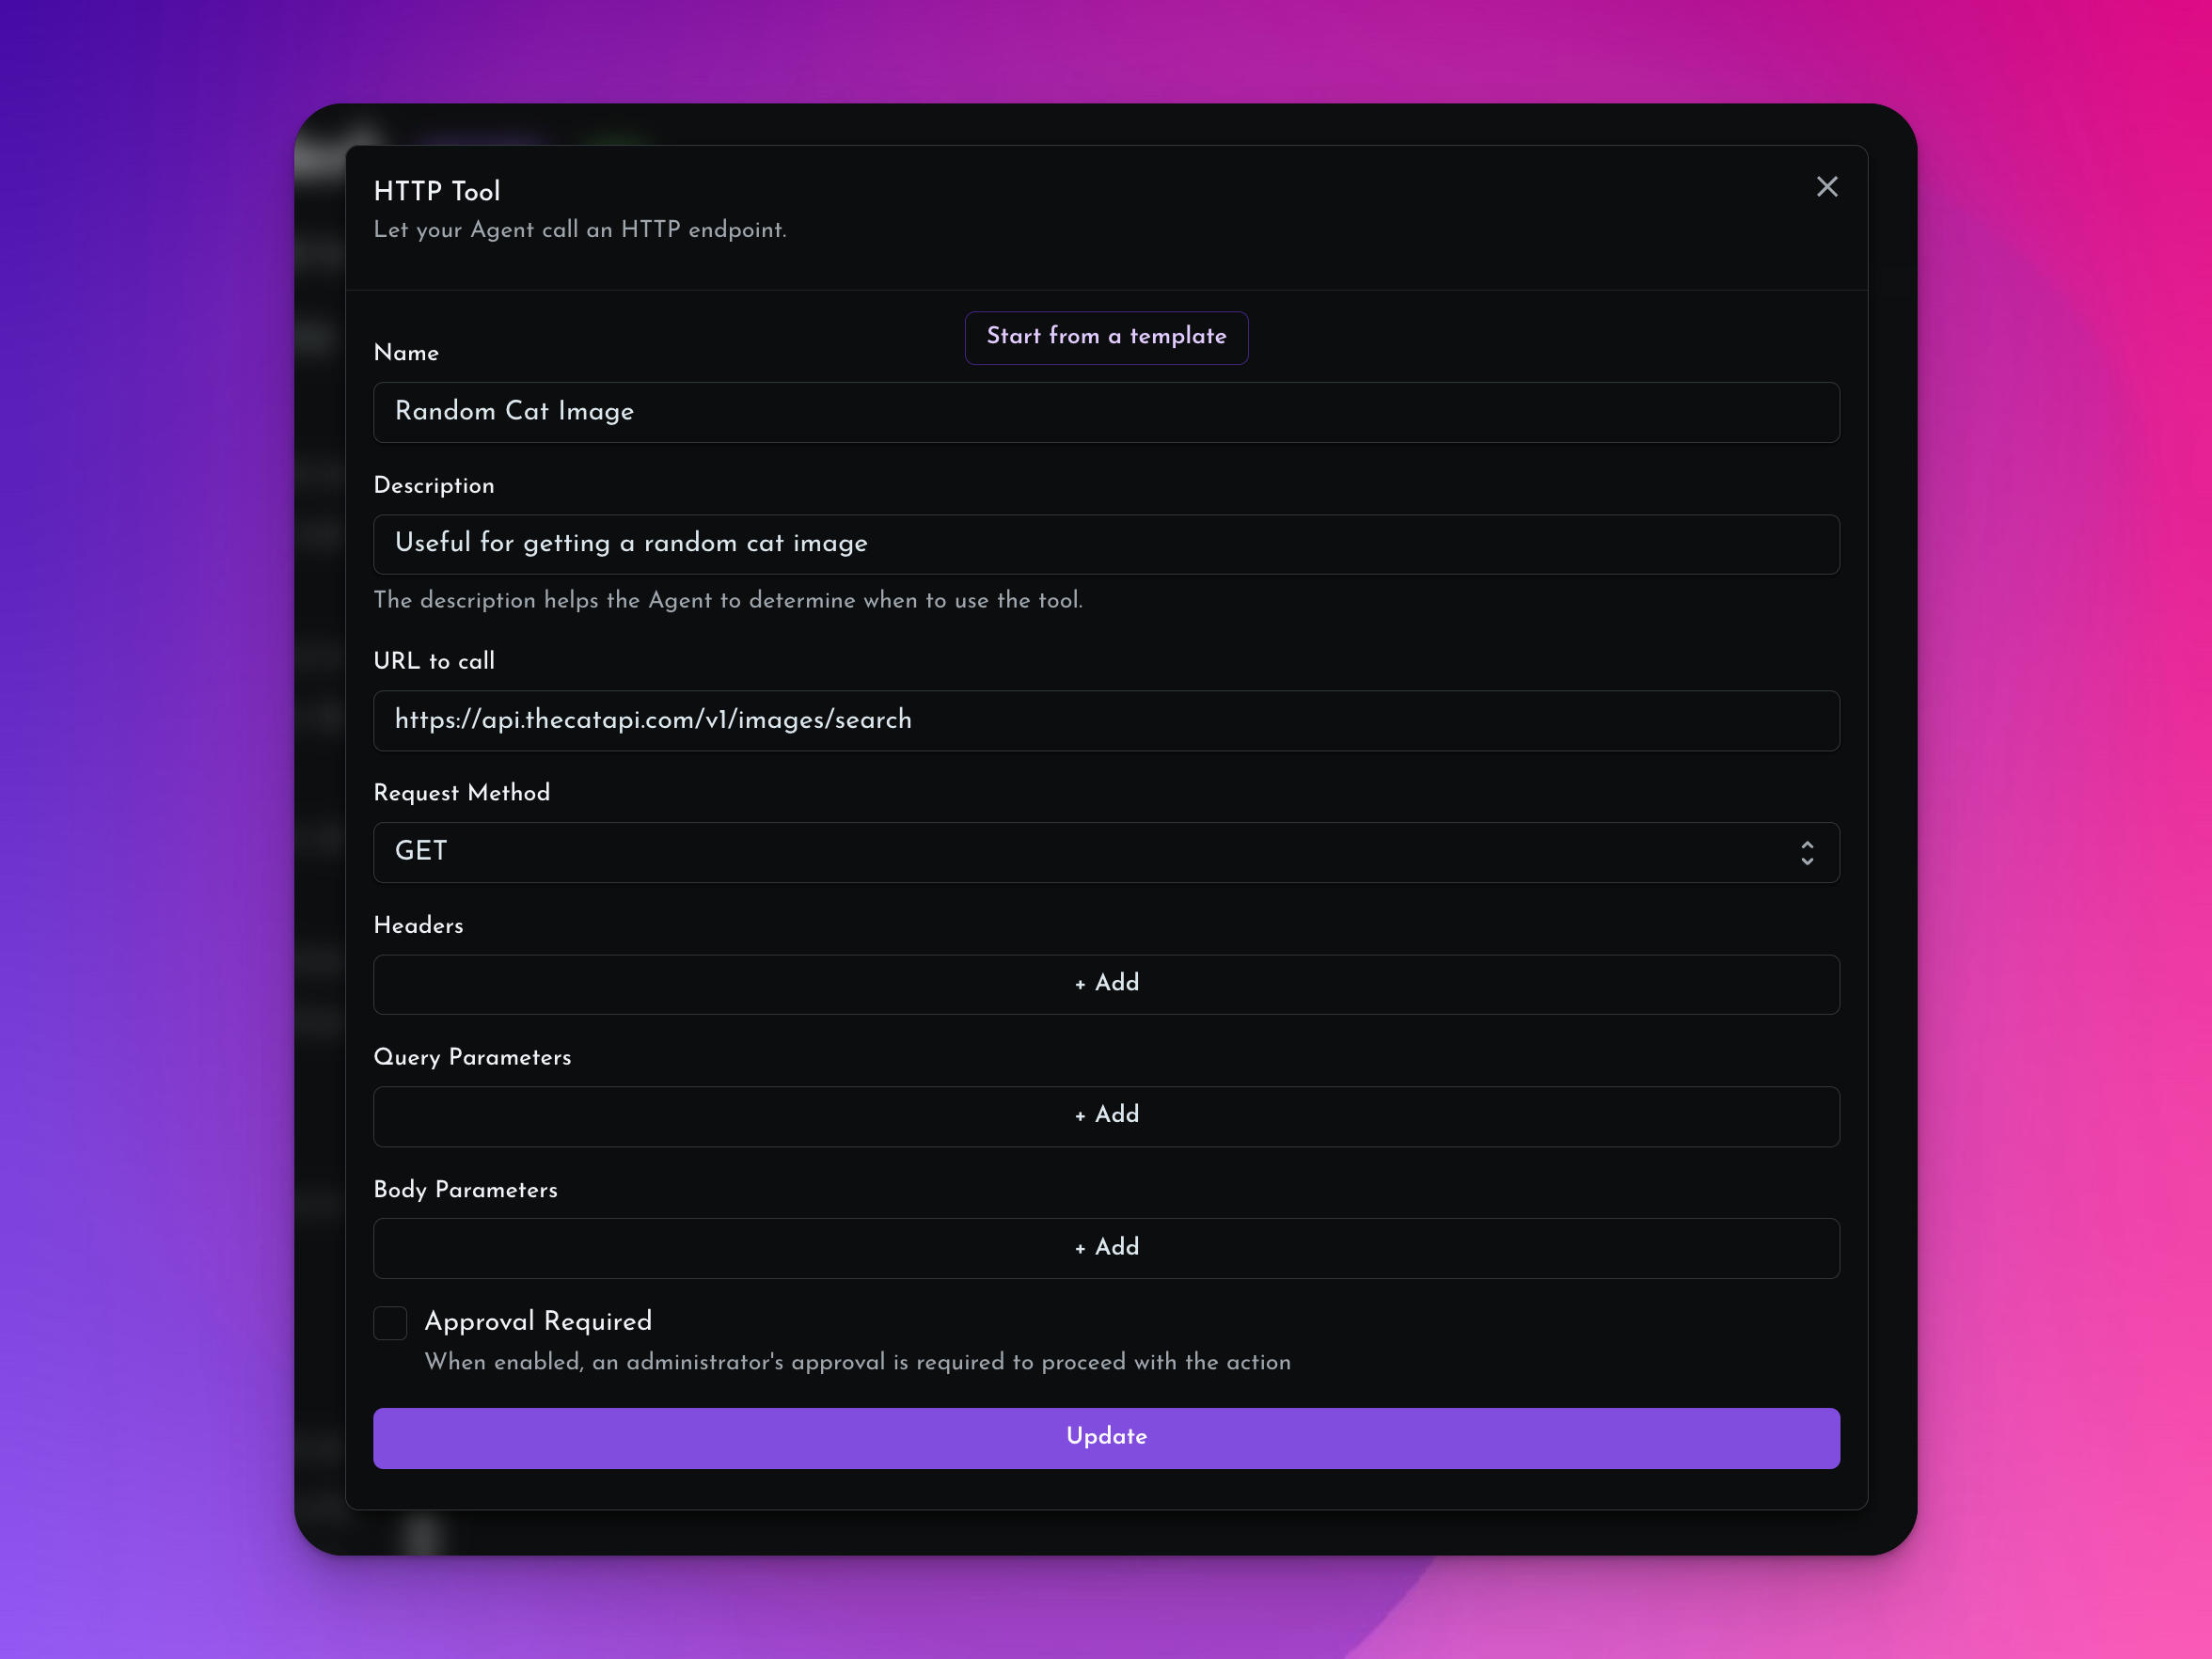 HTTP Tool
Let your Agent call an HTTP endpoint.
Start from a template
Name
Random Cat Image
Description
Useful for getting a random cat image
The description helps the Agent to determine when to use the tool.
URL to call
https://api.thecatapi.com/v1/images/search
Request Method
GET
Headers
+ Add
Query Parameters
+ Add
Body Parameters
+ Add
Approval Required
When enabled, an administrator's approval is required to proceed with the action
Update